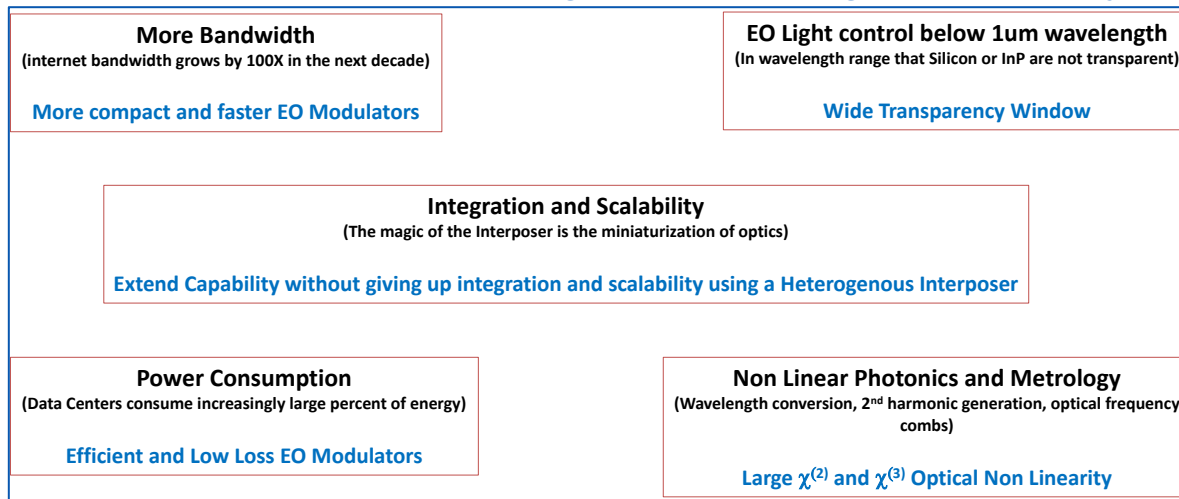 More Bandwidth
(internet bandwidth grows by 100X in the next decade)
More compact and faster EO Modulators
EO Light control below 1um wavelength
(In wavelength range that Silicon or InP are not transparent)
Wide Transparency Window
Integration and Scalability
(The magic of the Interposer is the miniaturization of optics)
Extend Capability without giving up integration and scalability using a Heterogenous Interposer
Power Consumption
(Data Centers consume increasingly large percent of energy)
Efficient and Low Loss EO Modulators
Non Linear Photonics and Metrology
(Wavelength conversion, 2nd harmonic generation, optical frequency
combs)
Large χ(2) and χ(3) Optical Non Linearity